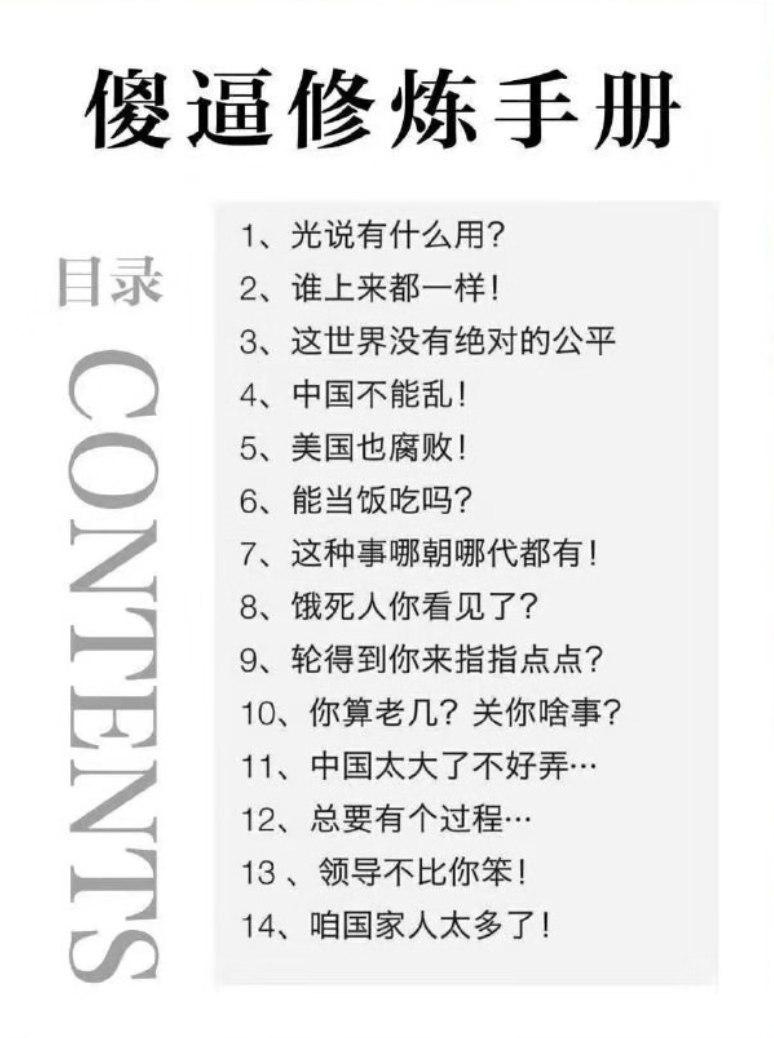 傻逼修炼手册
目录
CONTENTS
1、光说有什么用？
2、谁上来都一样！
3、这世界没有绝对的公平
4、中国不能乱！
5、美国也腐败！
6、能当饭吃吗？
7、这种事哪朝哪代都有！
8、饿死人你看见了？
9、轮得到你来指指点点？
10、你算老几？关你啥事？
11、中国太大了不好弄…
12、总要有个过程…
13 、领导不比你笨！
14、咱国家人太多了！